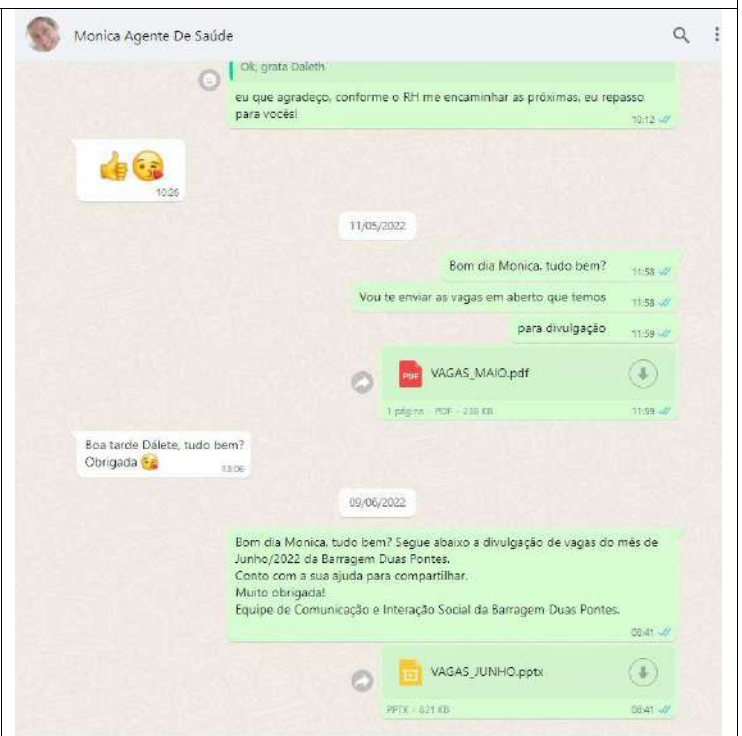 Monica Agente De Saúde
Ok, grata Daleth
eu que agradeço, conforme o RH me encaminhar as próximas, eu repasso
para vocês!
10:12
10:26
11/05/2022
Bom dia Monica, tudo bem?
11:58
Vou te enviar as vagas em aberto que temos
11:58
para divulgação
11:59
PDF
VAGAS_MAIO.pdf
1 página · PDF · 236 KB
11:59
Boa tarde Dálete, tudo bem?
Obrigada
13:06
09/06/2022
Bom dia Monica, tudo bem? Segue abaixo a divulgação de vagas do mês de
Junho/2022 da Barragem Duas Pontes.
Conto com a sua ajuda para compartilhar.
Muito obrigada!
Equipe de Comunicação e Interação Social da Barragem Duas Pontes.
08:41
VAGAS_JUNHO.pptx
PPTX · 821 KB
08:41